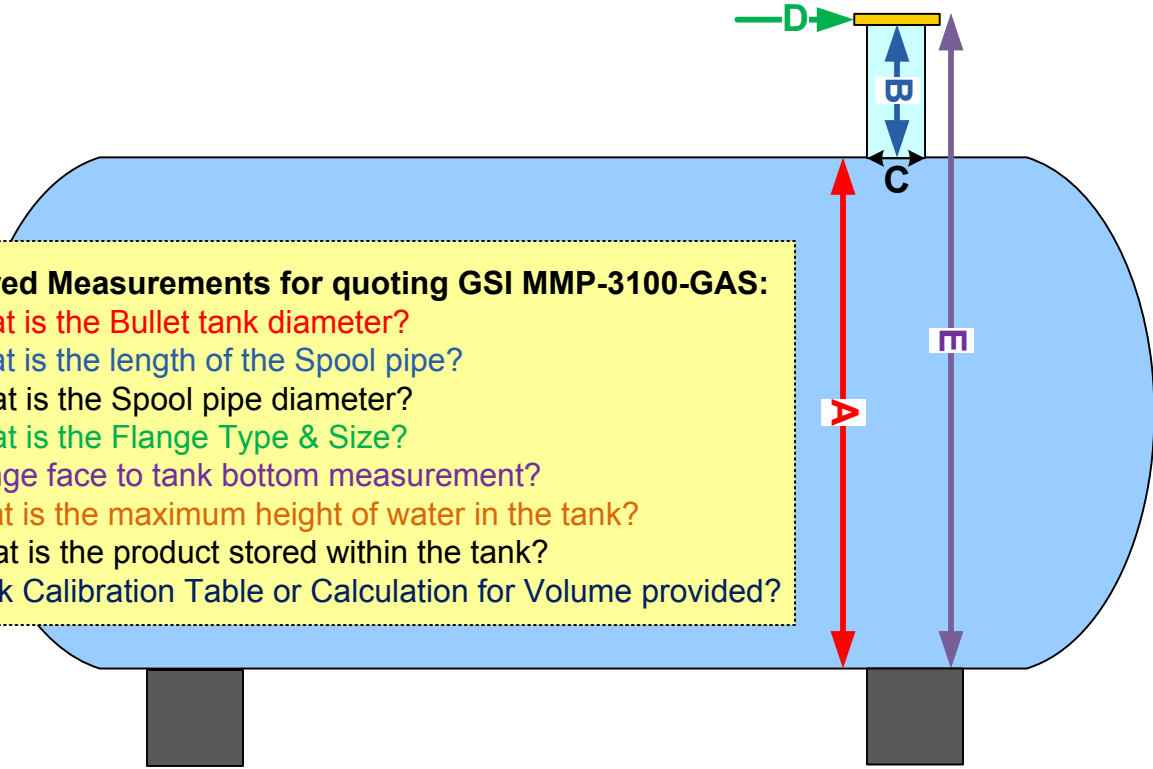 D
B
C
red Measurements for quoting GSI MMP-3100-GAS:
at is the Bullet tank diameter?
at is the length of the Spool pipe?
E
at is the Spool pipe diameter?
A
at is the Flange Type & Size?
nge face to tank bottom measurement?
at is the maximum height of water in the tank?
at is the product stored within the tank?
k Calibration Table or Calculation for Volume provided?